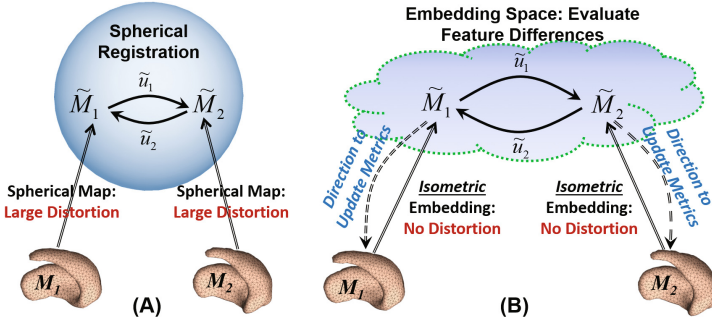 Spherical
Registration
M̃₁
ũ₁
M̃₂
ũ₂
Spherical Map:
Large Distortion
Spherical Map:
Large Distortion
M₁
M₂
(A)
Embedding Space: Evaluate
Feature Differences
M̃₁
ũ₁
M̃₂
ũ₂
Direction to
Update Metrics
Isometric
Embedding:
No Distortion
Isometric
Embedding:
No Distortion
Direction to
Update Metrics
M₁
M₂
(B)